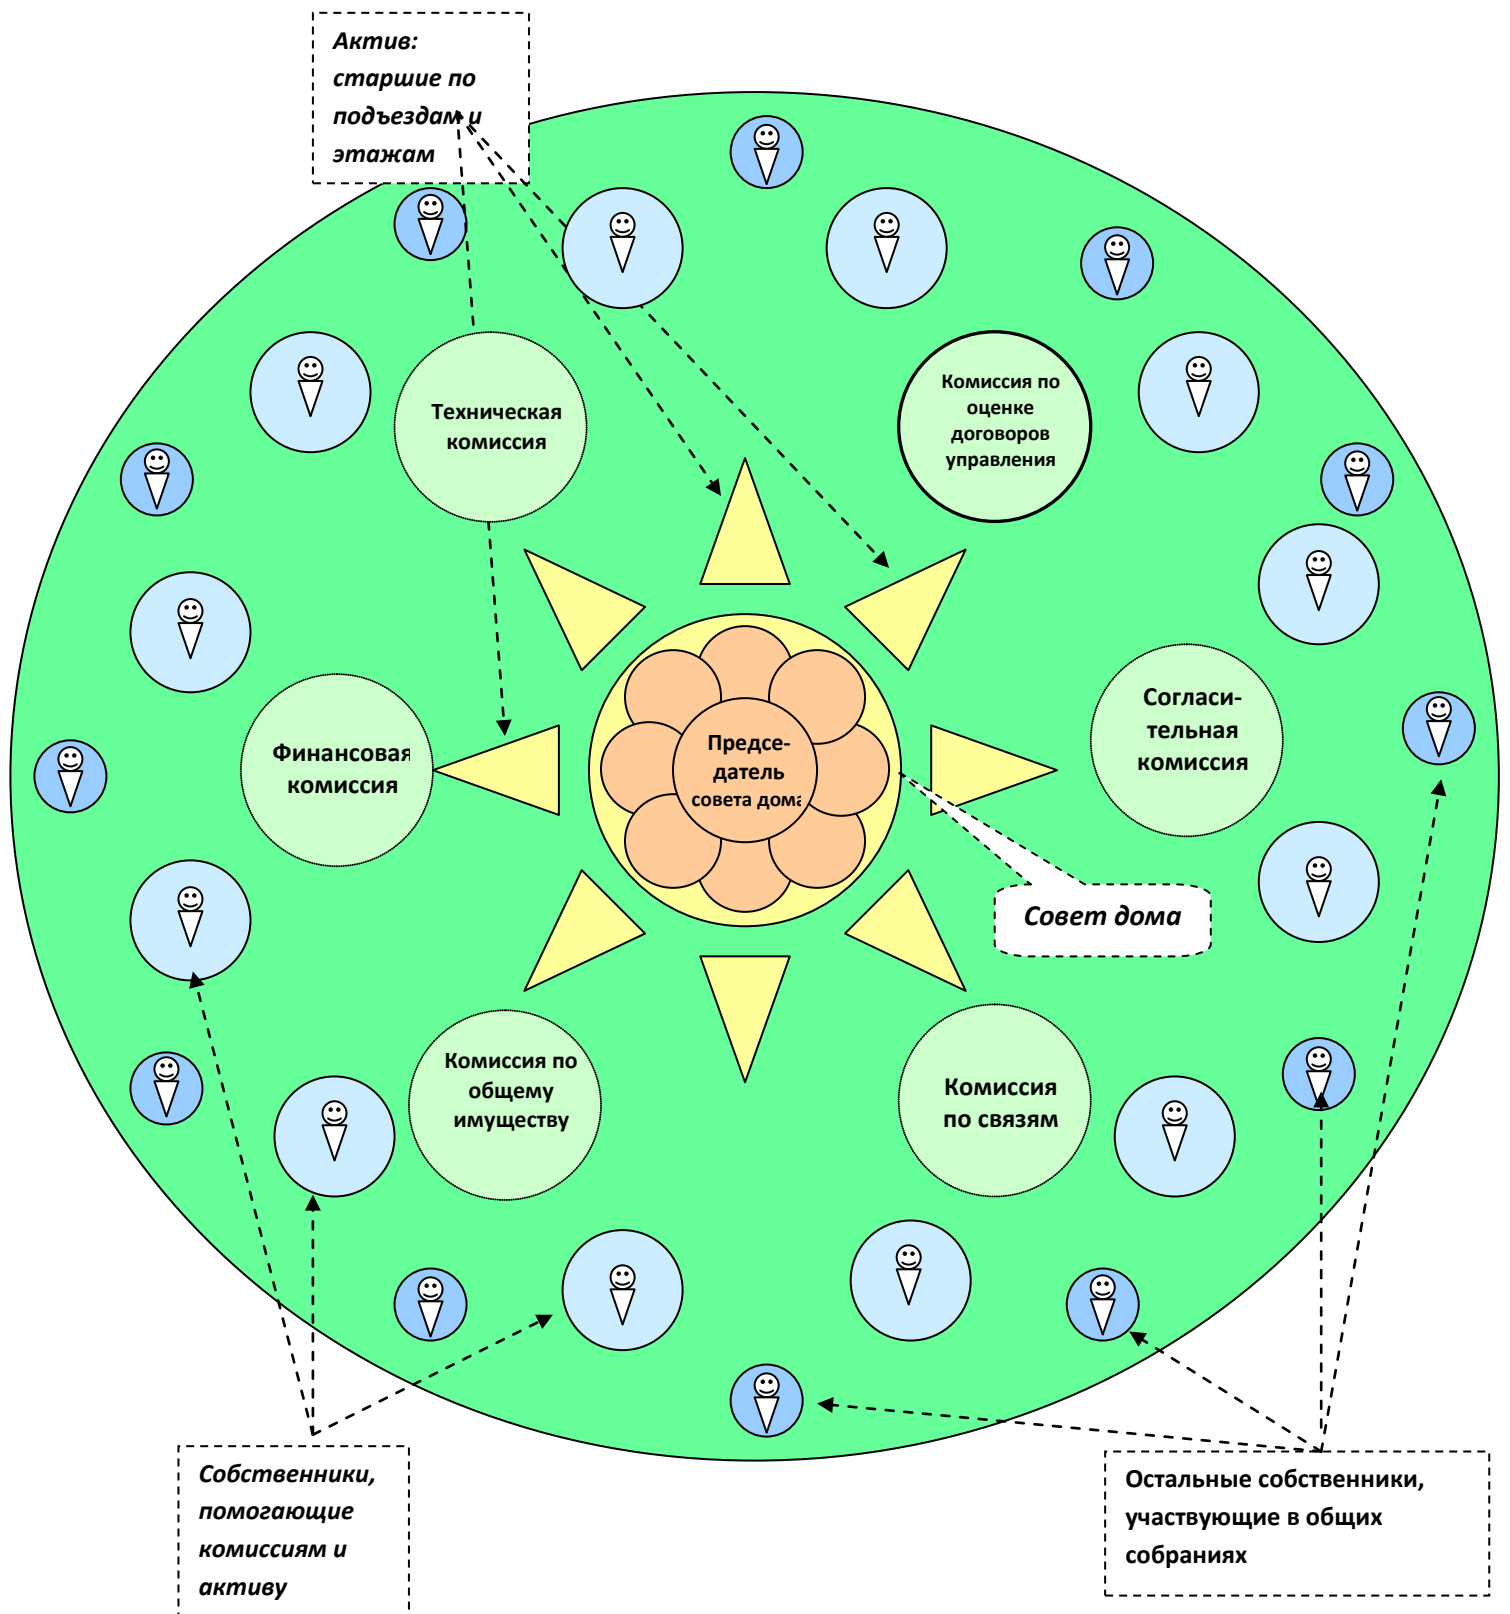 Актив:
старшие по
подъездам и
этажам
Техническая
комиссия
Комиссия по
оценке
договоров
управления
Финансовая
комиссия
Предсе-
датель
совета дома
Согласи-
тельная
комиссия
Совет дома
Комиссия по
общему
имуществу
Комиссия
по связям
Собственники,
помогающие
комиссиям и
активу
Остальные собственники,
участвующие в общих
собраниях